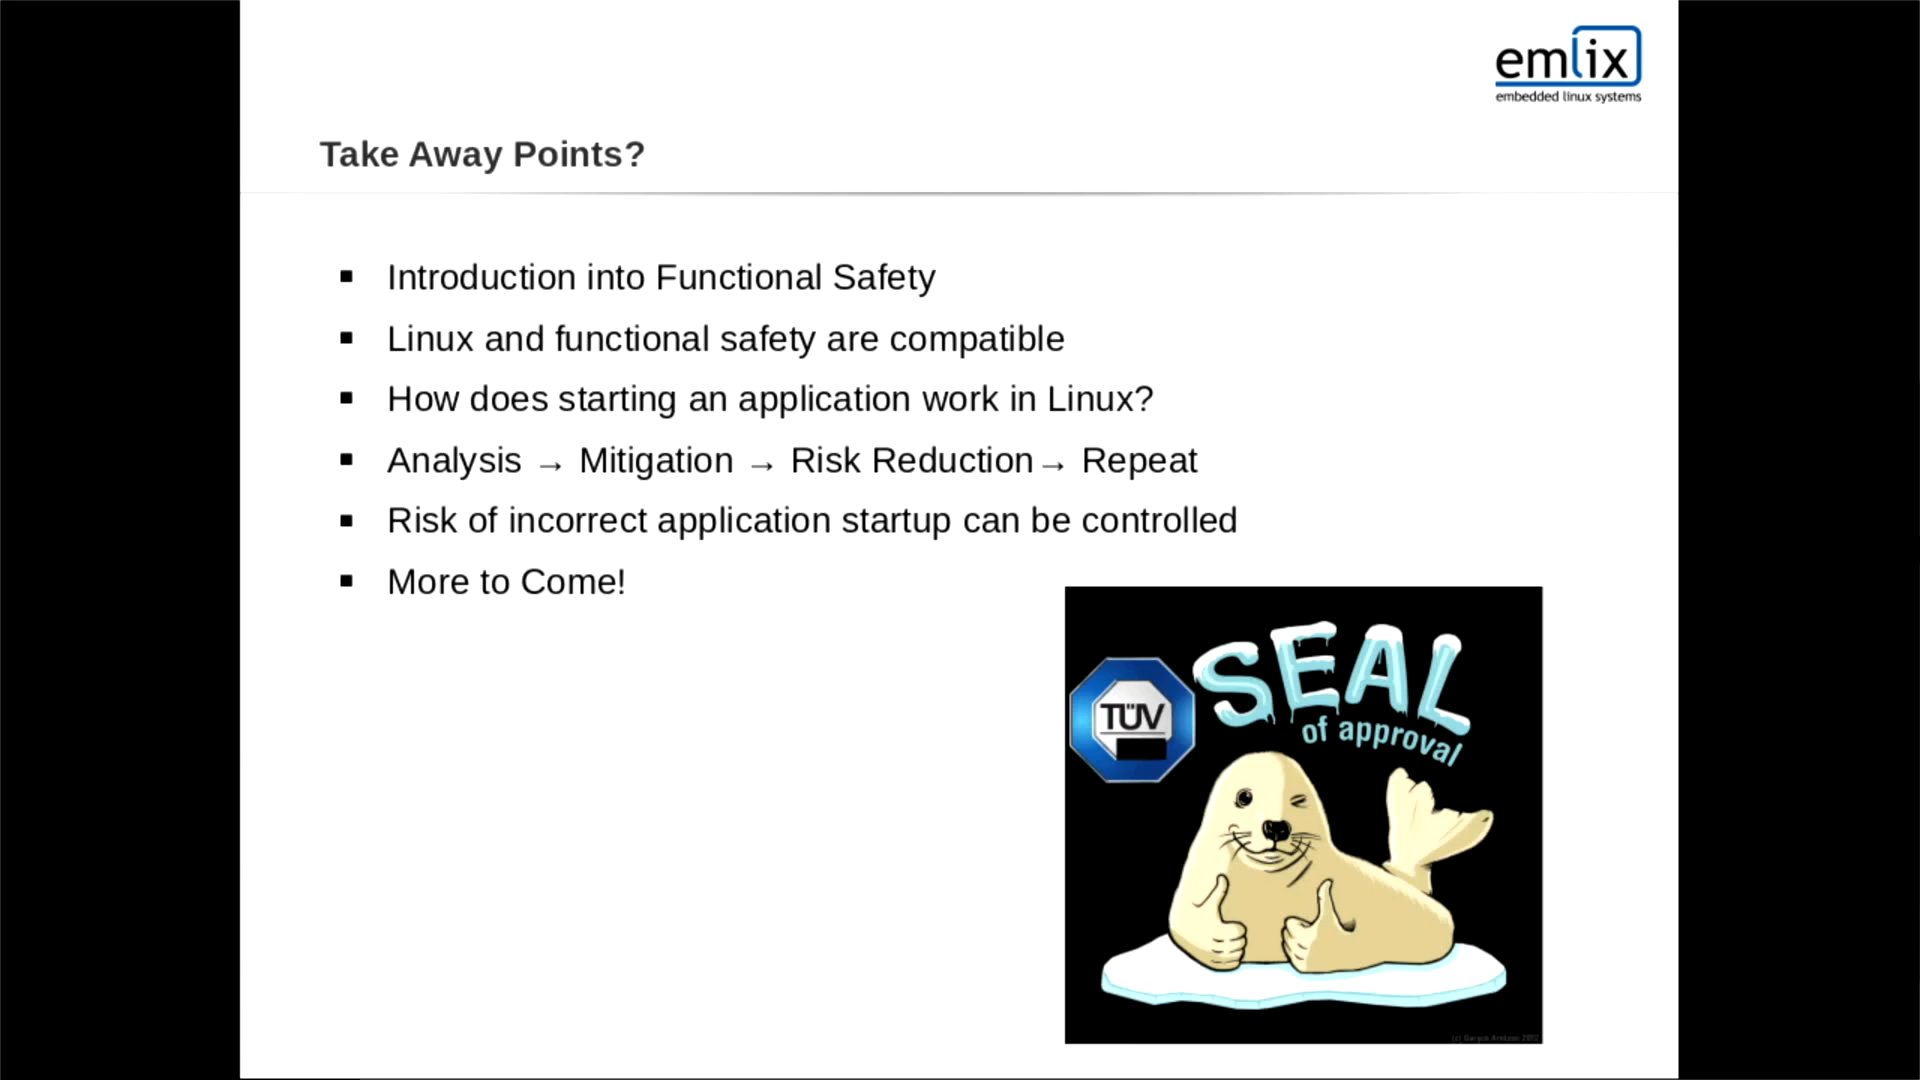 emlix
embedded linux systems
Take Away Points?
▪ Introduction into Functional Safety
▪ Linux and functional safety are compatible
▪ How does starting an application work in Linux?
▪ Analysis → Mitigation → Risk Reduction→ Repeat
▪ Risk of incorrect application startup can be controlled
▪ More to Come!
SEAL
of approval
TÜV